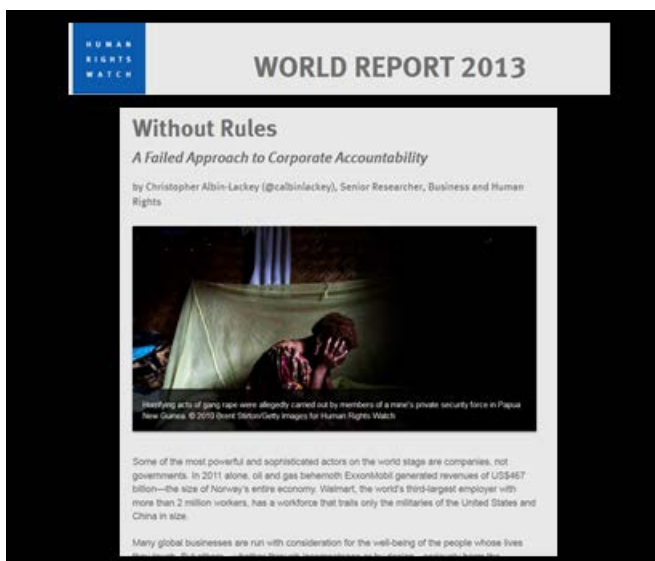 HUMAN
RIGHTS
WATCH
WORLD REPORT 2013
Without Rules
A Failed Approach to Corporate Accountability
by Christopher Albin-Lackey (@calbinlackey), Senior Researcher, Business and Human
Rights
Horrifying acts of gang rape were allegedly carried out by members of a mine's private security force in Papua
New Guinea. © 2010 Brent Stirton/Getty Images for Human Rights Watch
Some of the most powerful and sophisticated actors on the world stage are companies, not
governments. In 2011 alone, oil and gas behemoth ExxonMobil generated revenues of US$467
billion—the size of Norway's entire economy. Walmart, the world's third-largest employer with
more than 2 million workers, has a workforce that trails only the militaries of the United States and
China in size.
Many global businesses are run with consideration for the well-being of the people whose lives